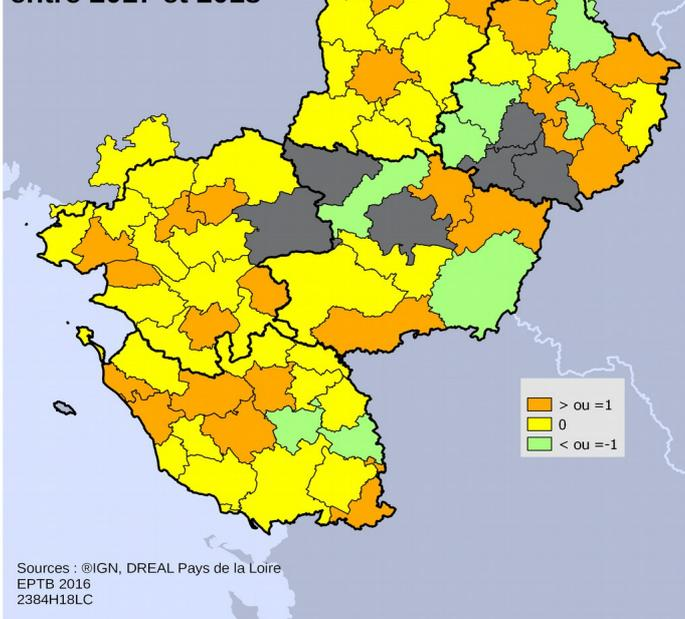 > ou =1
0
< ou =-1
Sources : ®IGN, DREAL Pays de la Loire
EPTB 2016
2384H18LC